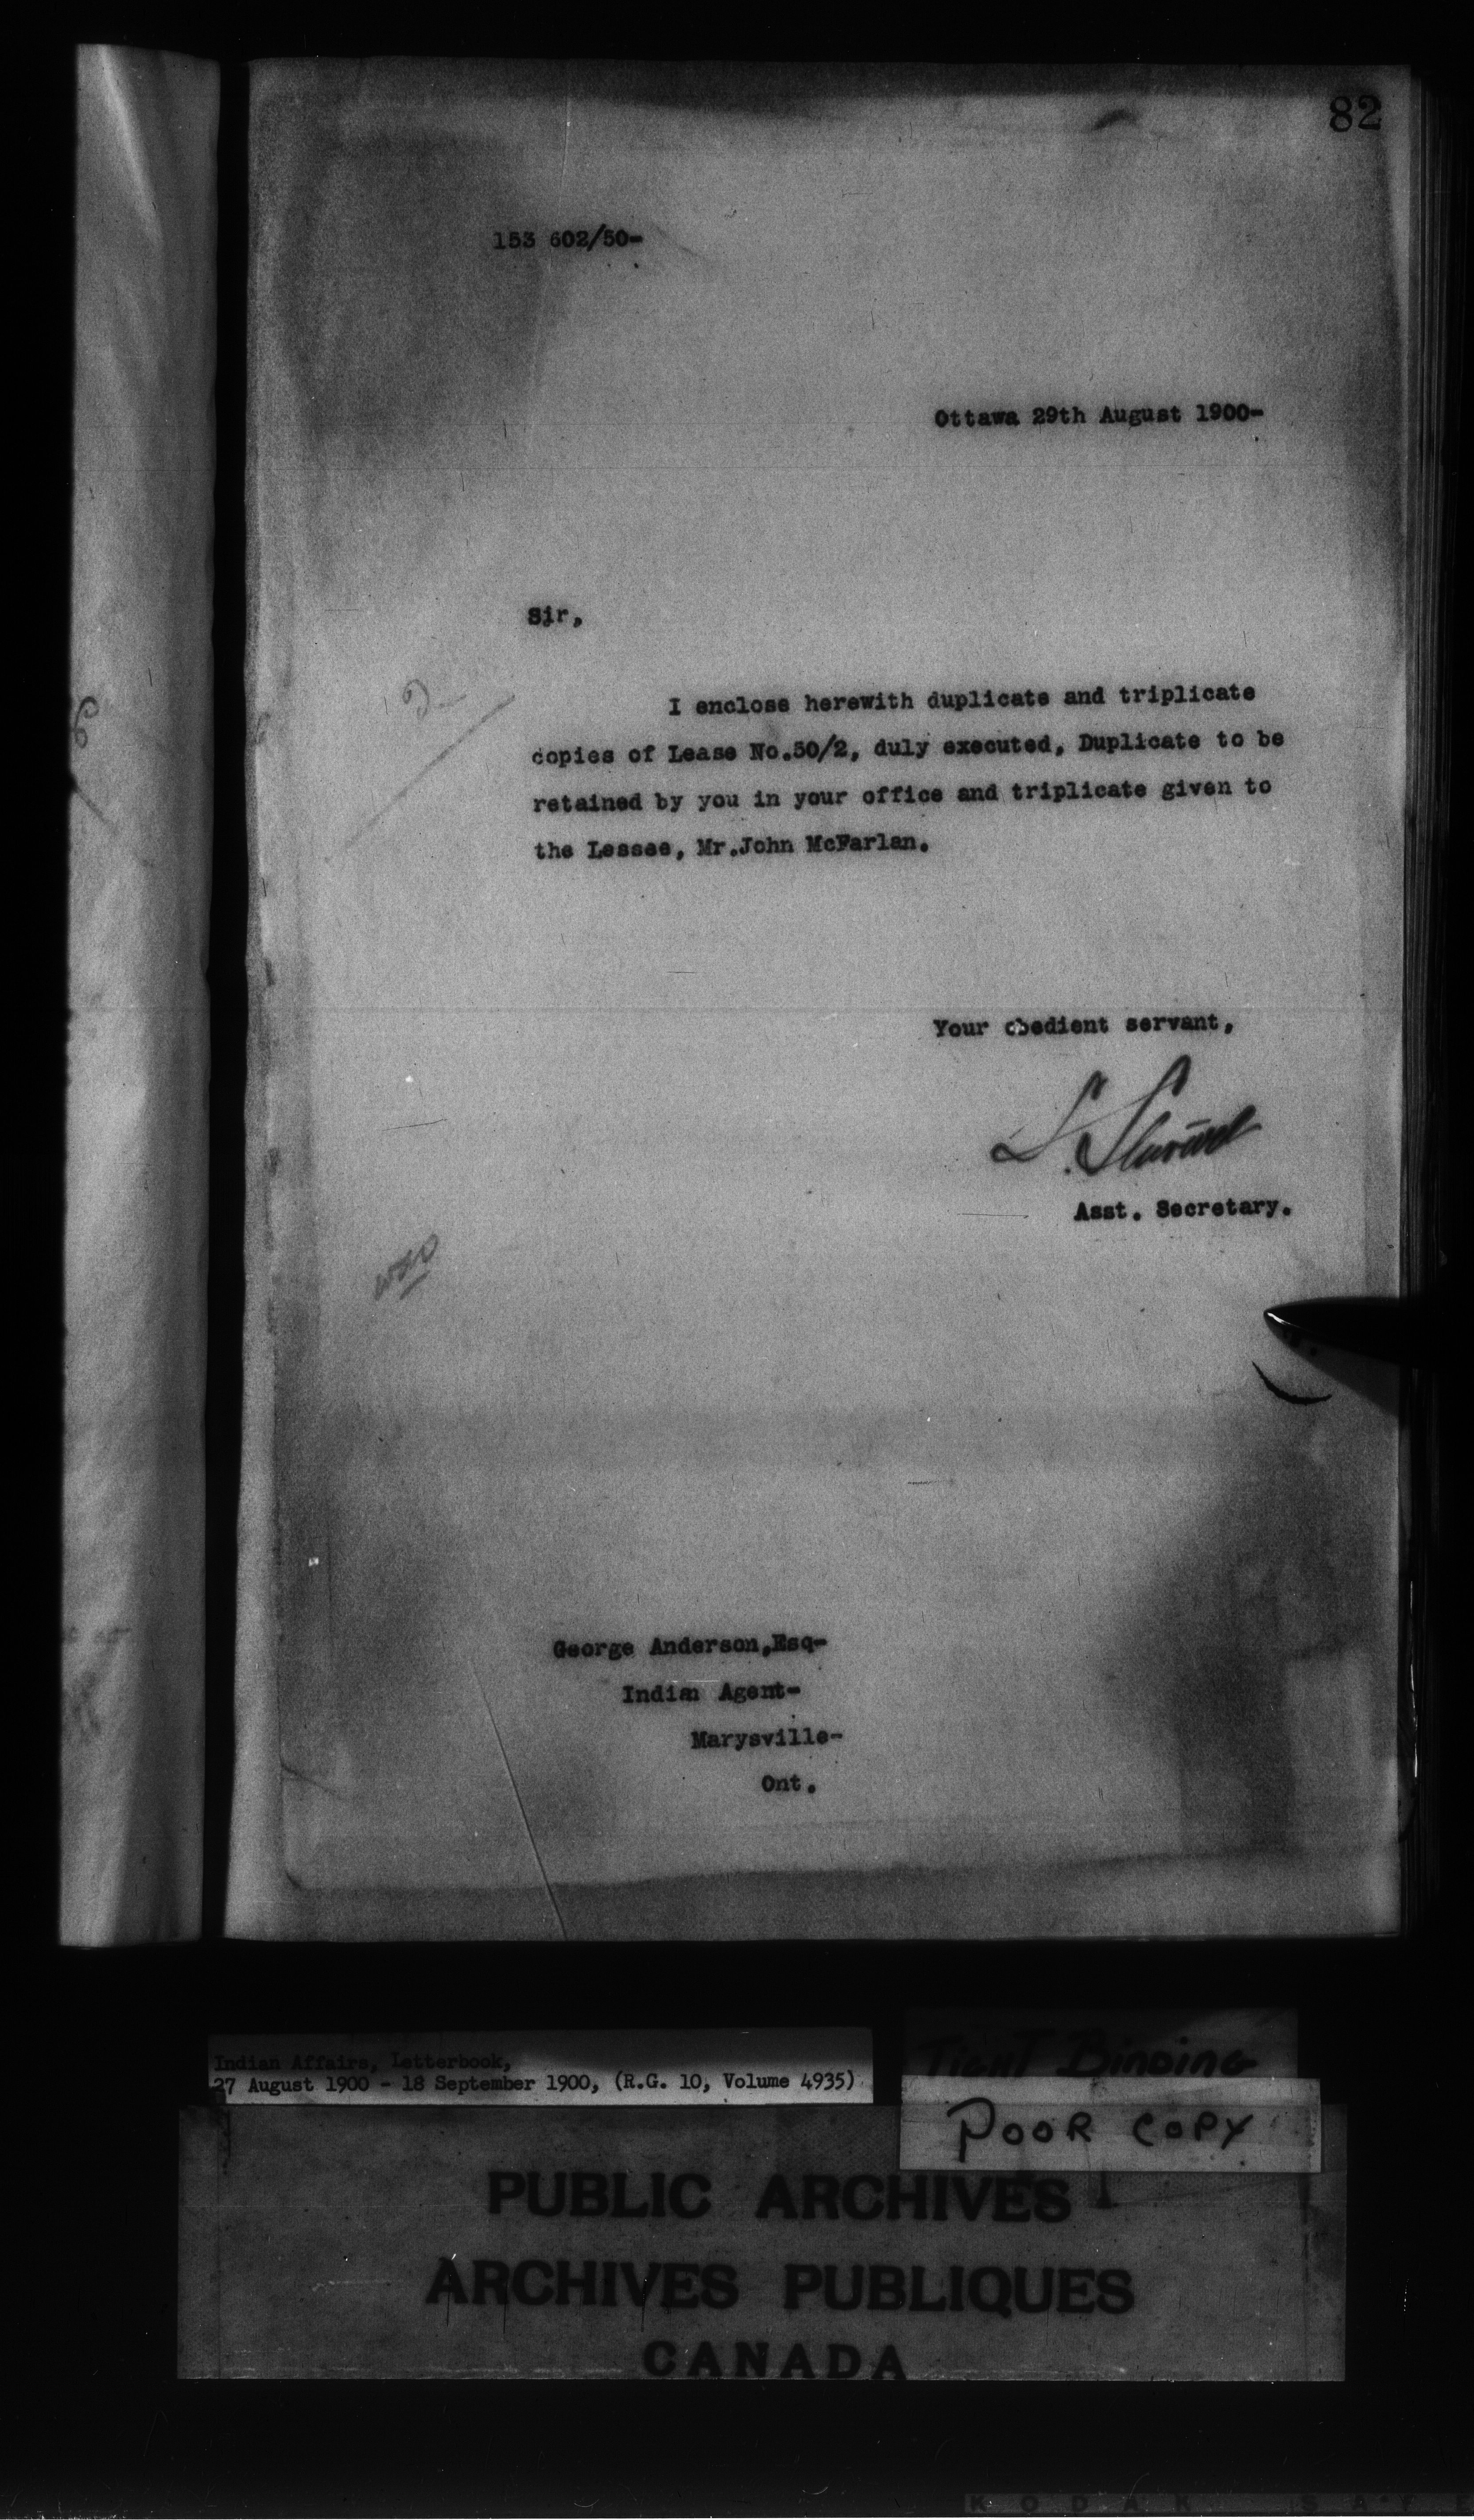 82
153 602/50-
Ottawa 29th August 1900-
Sir,
I enclose herewith duplicate and triplicate
copies of Lease No.50/2, duly executed, Duplicate to be
retained by you in your office and triplicate given to
the Lessee, Mr.John McFarlan.
Your obedient servant,
S. Stewart
Asst. Secretary.
George Anderson,Esq-
Indian Agent-
Marysville-
Ont.
Indian Affairs, Letterbook,
27 August 1900 - 18 September 1900, (R.G. 10, Volume 4935)
TIGHT BINDING
POOR COPY
PUBLIC ARCHIVES
ARCHIVES PUBLIQUES
CANADA
KODAK